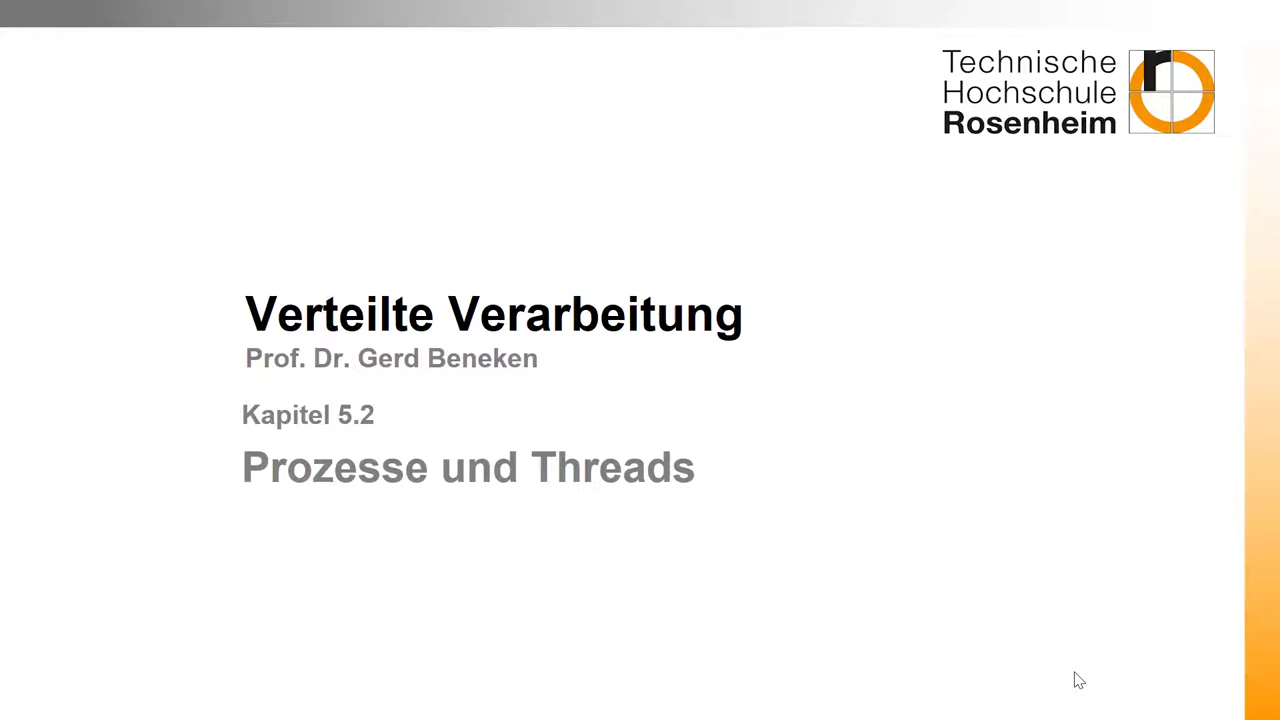 Technische
Hochschule
Rosenheim
Verteilte Verarbeitung
Prof. Dr. Gerd Beneken
Kapitel 5.2
Prozesse und Threads